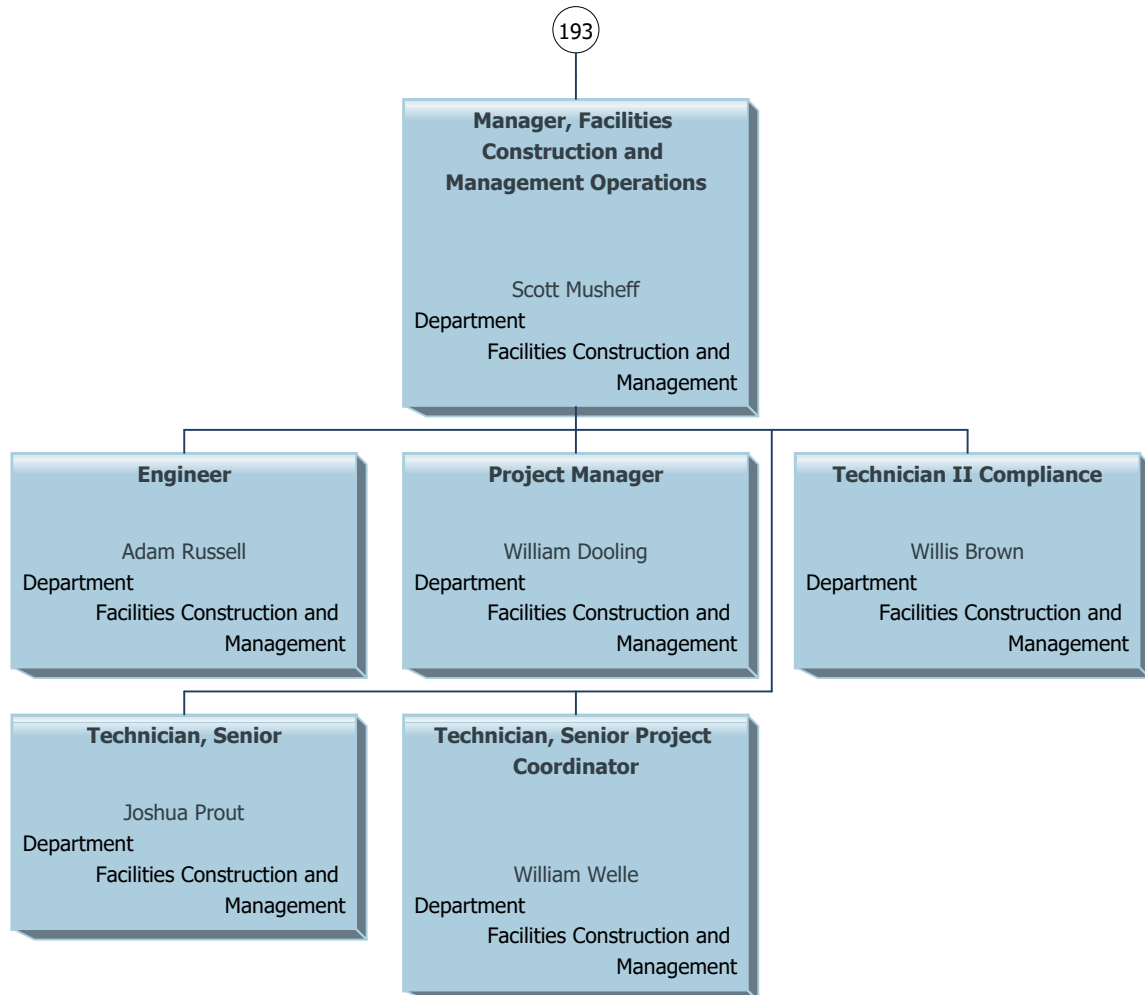 193
Manager, Facilities
Construction and
Management Operations
Scott Musheff
Department
Facilities Construction and
Management
Engineer
Adam Russell
Department
Facilities Construction and
Management
Project Manager
William Dooling
Department
Facilities Construction and
Management
Technician II Compliance
Willis Brown
Department
Facilities Construction and
Management
Technician, Senior
Joshua Prout
Department
Facilities Construction and
Management
Technician, Senior Project
Coordinator
William Welle
Department
Facilities Construction and
Management